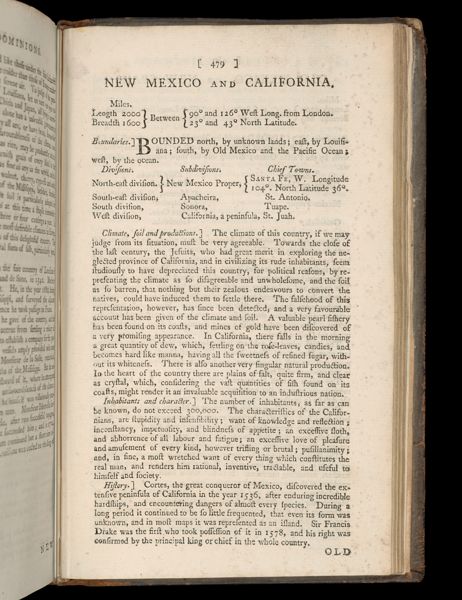 [ 479 ]
NEW MEXICO AND CALIFORNIA.
Miles.
Length 2000 } Between { 90° and 126° West Long. from London.
Breadth 1600 } { 23° and 43° North Latitude.
Boundaries.] BOUNDED north, by unknown lands; east, by Louisi-
ana; south, by Old Mexico and the Pacific Ocean;
west, by the ocean.
Divisions. Subdivisions. Chief Towns.
North-east division. } New Mexico Proper, { SANTA FE, W. Longitude
104°. North Latitude 36°.
South-east division, Apacheira, St. Antonio.
South division, Sonora, Tuape.
West division, California, a peninsula, St. Juah.
Climate, soil and productions.] The climate of this country, if we may
judge from its situation, must be very agreeable. Towards the close of
the last century, the Jesuits, who had great merit in exploring the ne-
glected province of California, and in civilizing its rude inhabitants, seem
studiously to have depreciated this country, for political reasons, by re-
presenting the climate as so disagreeable and unwholesome, and the soil
as so barren, that nothing but their zealous endeavours to convert the
natives, could have induced them to settle there. The falsehood of this
representation, however, has since been detected, and a very favourable
account has been given of the climate and soil. A valuable pearl fishery
has been found on its coasts, and mines of gold have been discovered of
a very promising appearance. In California, there falls in the morning
a great quantity of dew, which, settling on the rose-leaves, candies, and
becomes hard like manna, having all the sweetness of refined sugar, with-
out its whiteness. There is also another very singular natural production.
In the heart of the country there are plains of salt, quite firm, and clear
as crystal, which, considering the vast quantities of fish found on its
coasts, might render it an invaluable acquisition to an industrious nation.
Inhabitants and character.] The number of inhabitants, as far as can
be known, do not exceed 300,000. The characteristics of the Califor-
nians, are stupidity and insensibility; want of knowledge and reflection;
inconstancy, impetuosity, and blindness of appetite; an excessive sloth,
and abhorrence of all labour and fatigue; an excessive love of pleasure
and amusement of every kind, however trifling or brutal; pusillanimity;
and, in fine, a most wretched want of every thing which constitutes the
real man, and renders him rational, inventive, tractable, and useful to
himself and society.
History.] Cortes, the great conqueror of Mexico, discovered the ex-
tensive peninsula of California in the year 1536, after enduring incredible
hardships, and encountering dangers of almost every species. During a
long period it continued to be so little frequented, that even its form was
unknown, and in most maps it was represented as an island. Sir Francis
Drake was the first who took possession of it in 1578, and his right was
confirmed by the principal king or chief in the whole country.
OLD